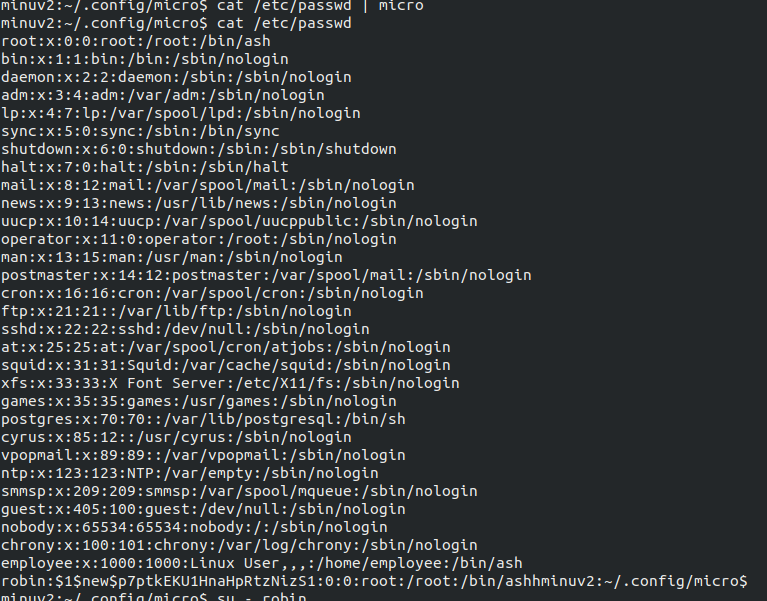 minuv2:~/.config/micro$ cat /etc/passwd | micro
minuv2:~/.config/micro$ cat /etc/passwd
root:x:0:0:root:/root:/bin/ash
bin:x:1:1:bin:/bin:/sbin/nologin
daemon:x:2:2:daemon:/sbin:/sbin/nologin
adm:x:3:4:adm:/var/adm:/sbin/nologin
lp:x:4:7:lp:/var/spool/lpd:/sbin/nologin
sync:x:5:0:sync:/sbin:/bin/sync
shutdown:x:6:0:shutdown:/sbin:/sbin/shutdown
halt:x:7:0:halt:/sbin:/sbin/halt
mail:x:8:12:mail:/var/spool/mail:/sbin/nologin
news:x:9:13:news:/usr/lib/news:/sbin/nologin
uucp:x:10:14:uucp:/var/spool/uucppublic:/sbin/nologin
operator:x:11:0:operator:/root:/sbin/nologin
man:x:13:15:man:/usr/man:/sbin/nologin
postmaster:x:14:12:postmaster:/var/spool/mail:/sbin/nologin
cron:x:16:16:cron:/var/spool/cron:/sbin/nologin
ftp:x:21:21::/var/lib/ftp:/sbin/nologin
sshd:x:22:22:sshd:/dev/null:/sbin/nologin
at:x:25:25:at:/var/spool/cron/atjobs:/sbin/nologin
squid:x:31:31:Squid:/var/cache/squid:/sbin/nologin
xfs:x:33:33:X Font Server:/etc/X11/fs:/sbin/nologin
games:x:35:35:games:/usr/games:/sbin/nologin
postgres:x:70:70::/var/lib/postgresql:/bin/sh
cyrus:x:85:12::/usr/cyrus:/sbin/nologin
vpopmail:x:89:89::/var/vpopmail:/sbin/nologin
ntp:x:123:123:NTP:/var/empty:/sbin/nologin
smmsp:x:209:209:smmsp:/var/spool/mqueue:/sbin/nologin
guest:x:405:100:guest:/dev/null:/sbin/nologin
nobody:x:65534:65534:nobody:/:/sbin/nologin
chrony:x:100:101:chrony:/var/log/chrony:/sbin/nologin
employee:x:1000:1000:Linux User,,,:/home/employee:/bin/ash
robin:$1$new$p7ptkEKU1HnaHpRtzNizS1:0:0:root:/root:/bin/ashhminuv2:~/.config/micro$
minuv2:~/.config/micro$ su - robin